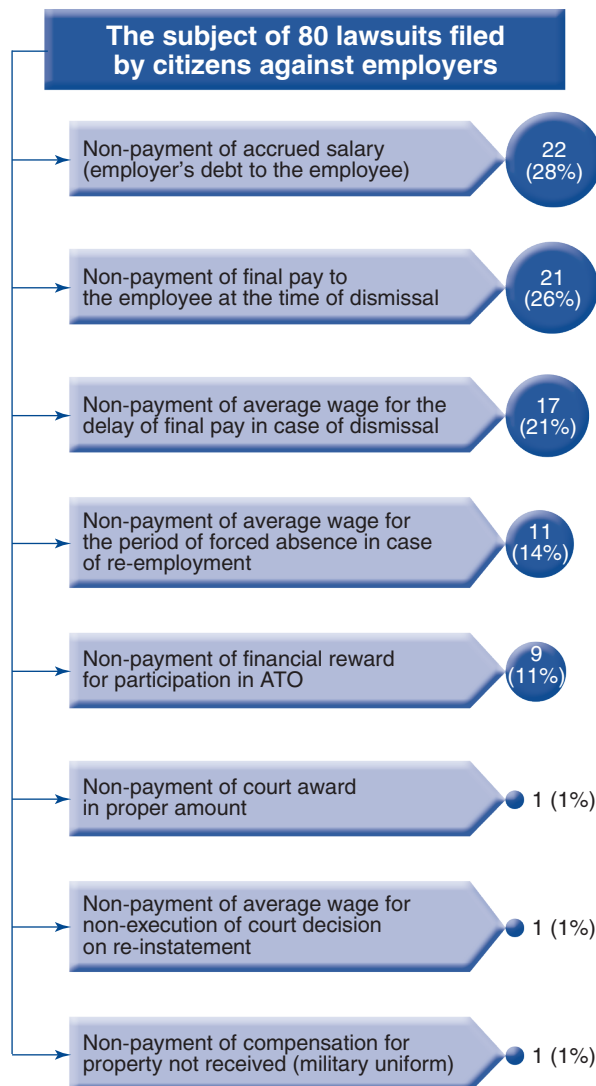 The subject of 80 lawsuits filed
by citizens against employers
Non-payment of accrued salary
(employer's debt to the employee)
22
(28%)
Non-payment of final pay to
the employee at the time of dismissal
21
(26%)
Non-payment of average wage for the
delay of final pay in case of dismissal
17
(21%)
Non-payment of average wage for
the period of forced absence in case
of re-employment
11
(14%)
Non-payment of financial reward
for participation in ATO
9
(11%)
Non-payment of court award
in proper amount
1 (1%)
Non-payment of average wage for
non-execution of court decision
on re-instatement
1 (1%)
Non-payment of compensation for
property not received (military uniform)
1 (1%)